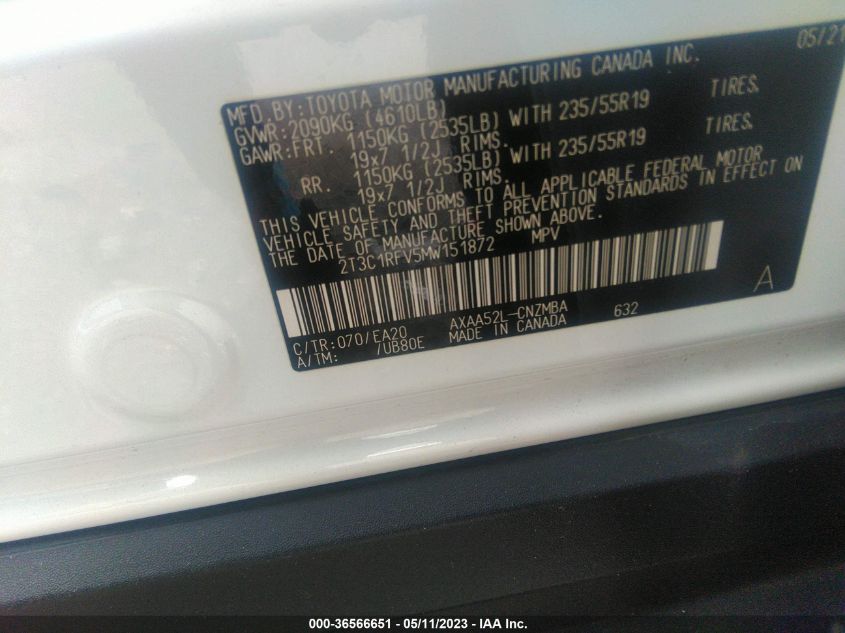 MFD.BY:TOYOTA MOTOR MANUFACTURING CANADA INC. 05/21
GVWR:2090KG (4610LB)
GAWR:FRT. 1150KG (2535LB) WITH 235/55R19 TIRES.
19x7 1/2J RIMS.
RR. 1150KG (2535LB) WITH 235/55R19 TIRES.
19x7 1/2J RIMS.
THIS VEHICLE CONFORMS TO ALL APPLICABLE FEDERAL MOTOR
VEHICLE SAFETY AND THEFT PREVENTION STANDARDS IN EFFECT ON
THE DATE OF MANUFACTURE SHOWN ABOVE.
2T3C1RFV5MW151872 MPV
A
C/TR:070/EA20 AXAA52L-CNZMBA 632
A/TM: /UB80E MADE IN CANADA
000-36566651 - 05/11/2023 - IAA Inc.